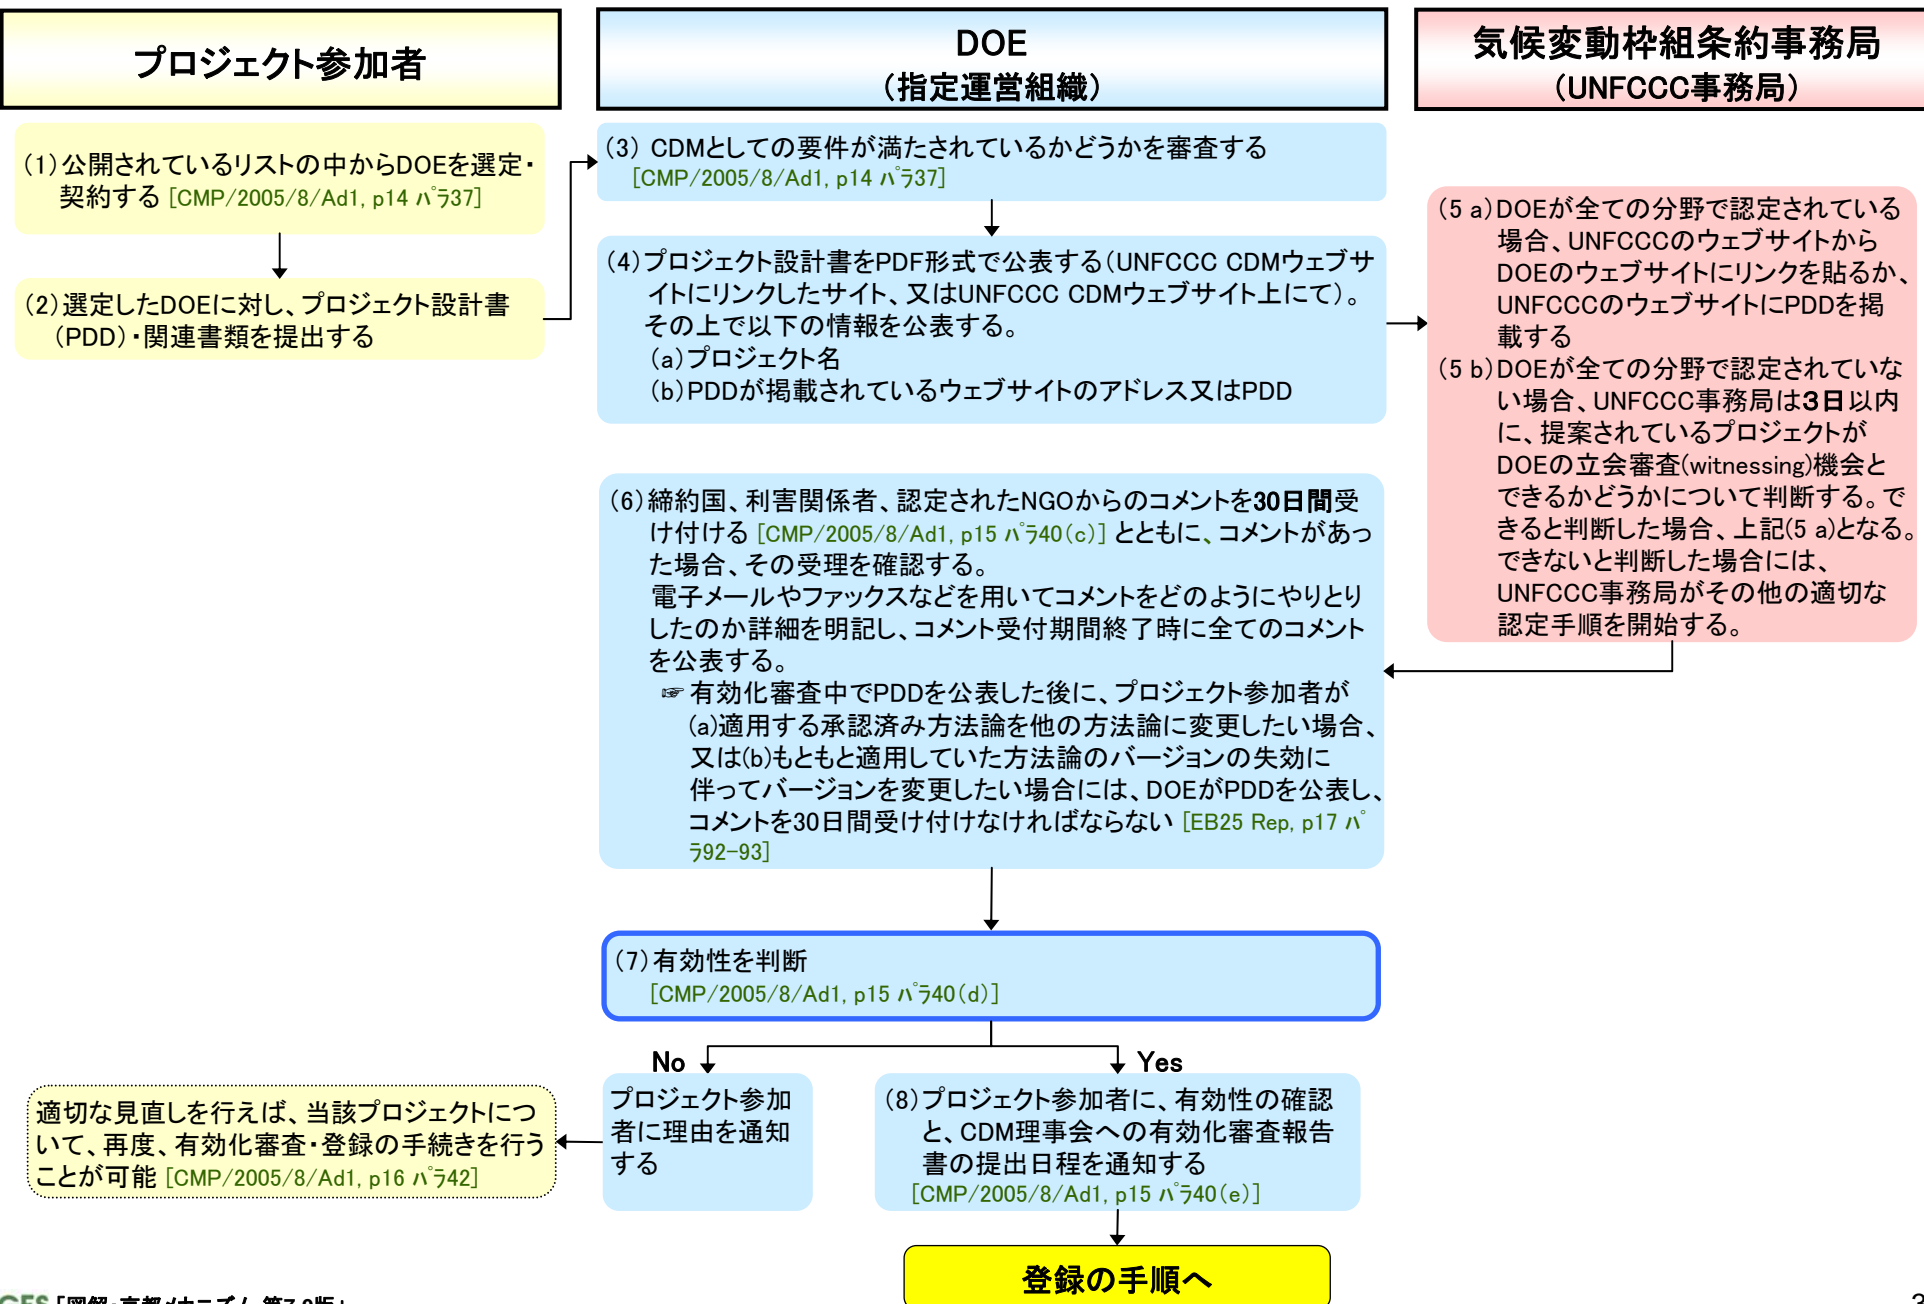 プロジェクト参加者
DOE
（指定運営組織）
気候変動枠組条約事務局
（UNFCCC事務局）
（1）公開されているリストの中からDOEを選定・
契約する [CMP/2005/8/Ad1, p14 ﾊﾟﾗ37]
（2）選定したDOEに対し、プロジェクト設計書
（PDD）・関連書類を提出する
（3） CDMとしての要件が満たされているかどうかを審査する
[CMP/2005/8/Ad1, p14 ﾊﾟﾗ37]
（4）プロジェクト設計書をPDF形式で公表する（UNFCCC CDMウェブサ
イトにリンクしたサイト、又はUNFCCC CDMウェブサイト上にて）。
その上で以下の情報を公表する。
（a）プロジェクト名
（b）PDDが掲載されているウェブサイトのアドレス又はPDD
（5 a）DOEが全ての分野で認定されている
場合、UNFCCCのウェブサイトから
DOEのウェブサイトにリンクを貼るか、
UNFCCCのウェブサイトにPDDを掲
載する
（5 b）DOEが全ての分野で認定されていな
い場合、UNFCCC事務局は3日以内
に、提案されているプロジェクトが
DOEの立会審査(witnessing)機会と
できるかどうかについて判断する。で
きると判断した場合、上記(5 a)となる。
できないと判断した場合には、
UNFCCC事務局がその他の適切な
認定手順を開始する。
（6）締約国、利害関係者、認定されたNGOからのコメントを30日間受
け付ける [CMP/2005/8/Ad1, p15 ﾊﾟﾗ40(c)] とともに、コメントがあっ
た場合、その受理を確認する。
電子メールやファックスなどを用いてコメントをどのようにやりとり
したのか詳細を明記し、コメント受付期間終了時に全てのコメント
を公表する。
☞ 有効化審査中でPDDを公表した後に、プロジェクト参加者が
(a)適用する承認済み方法論を他の方法論に変更したい場合、
又は(b)もともと適用していた方法論のバージョンの失効に
伴ってバージョンを変更したい場合には、DOEがPDDを公表し、
コメントを30日間受け付けなければならない [EB25 Rep, p17 ﾊﾟ
ﾗ92-93]
（7）有効性を判断
[CMP/2005/8/Ad1, p15 ﾊﾟﾗ40(d)]
No
Yes
プロジェクト参加
者に理由を通知
する
適切な見直しを行えば、当該プロジェクトにつ
いて、再度、有効化審査・登録の手続きを行う
ことが可能 [CMP/2005/8/Ad1, p16 ﾊﾟﾗ42]
（8）プロジェクト参加者に、有効性の確認
と、CDM理事会への有効化審査報告
書の提出日程を通知する
[CMP/2005/8/Ad1, p15 ﾊﾟﾗ40(e)]
登録の手順へ